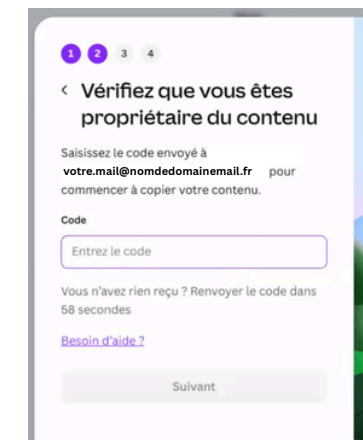 1 2 3 4
Vérifiez que vous êtes
propriétaire du contenu
Saisissez le code envoyé à
votre.mail@nomdedomainemail.fr pour
commencer à copier votre contenu.
Code
Entrez le code
Vous n'avez rien reçu ? Renvoyer le code dans
58 secondes
Besoin d'aide ?
Suivant